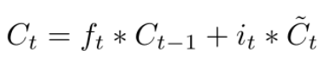 C_t = f_t * C_{t-1} + i_t * \tilde{C}_t